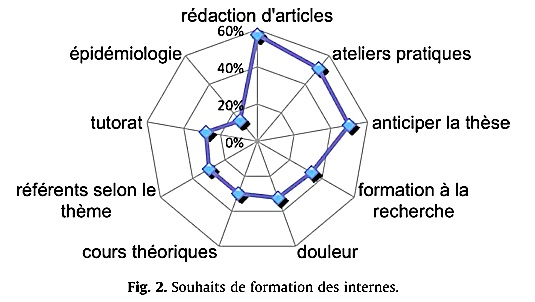 rédaction d'articles
60%
ateliers pratiques
épidémiologie
40%
20%
tutorat
anticiper la thèse
0%
référents selon le
thème
formation à la
recherche
cours théoriques
douleur
Fig. 2. Souhaits de formation des internes.